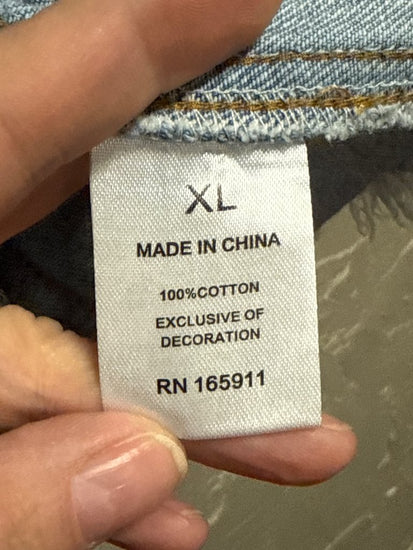 XL
MADE IN CHINA
100%COTTON
EXCLUSIVE OF
DECORATION
RN 165911